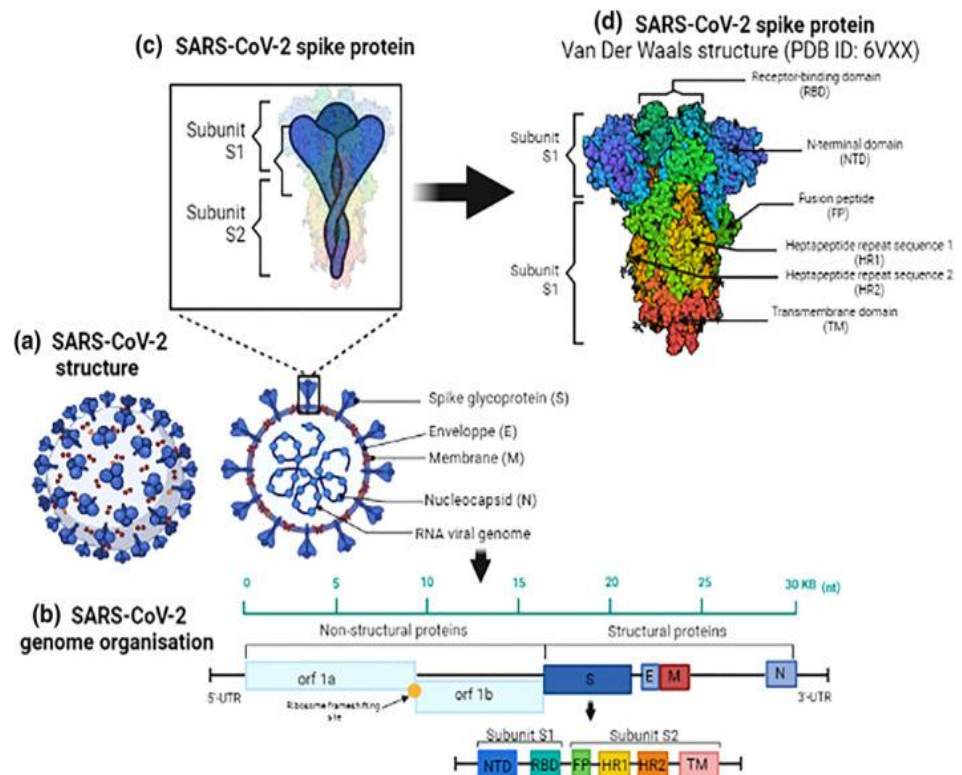 (c) SARS-CoV-2 spike protein
(d) SARS-CoV-2 spike protein
Van Der Waals structure (PDB ID: 6VXX)
Subunit
S1
Subunit
S2
Receptor-binding domain
(RBD)
Subunit
S1
N-terminal domain
(NTD)
Fusion peptide
(FP)
Heptapeptide repeat sequence 1
(HR1)
Heptapeptide repeat sequence 2
(HR2)
Subunit
S1
Transmembrane domain
(TM)
(a) SARS-CoV-2
structure
Spike glycoprotein (S)
Enveloppe (E)
Membrane (M)
Nucleocapsid (N)
RNA viral genome
0 5 10 15 20 25 30 KB (nt)
(b) SARS-CoV-2
genome organisation
Non-structural proteins
Structural proteins
orf 1a
orf 1b
S
E
M
N
5'-UTR
3'-UTR
Ribosome frameshifting
site
Subunit S1
Subunit S2
NTD RBD FP HR1 HR2 TM